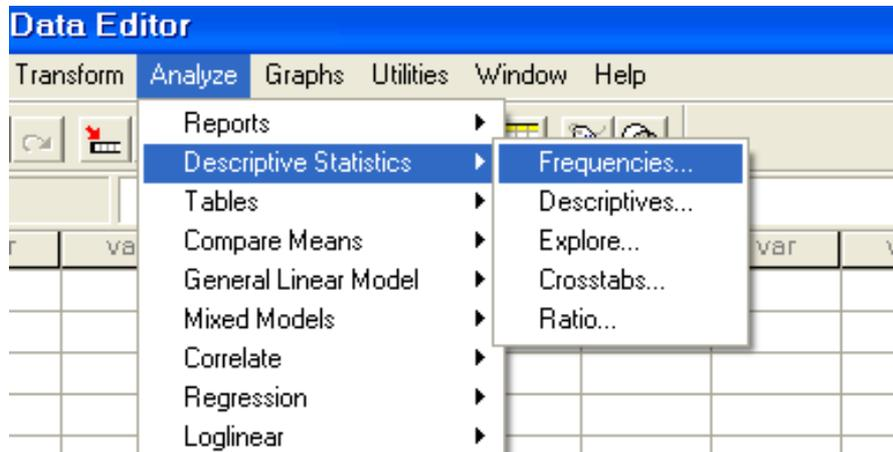 Data Editor
Transform Analyze Graphs Utilities Window Help
Reports
Descriptive Statistics
Tables
Compare Means
General Linear Model
Mixed Models
Correlate
Regression
Loglinear
Frequencies...
Descriptives...
Explore...
Crosstabs...
Ratio...
var